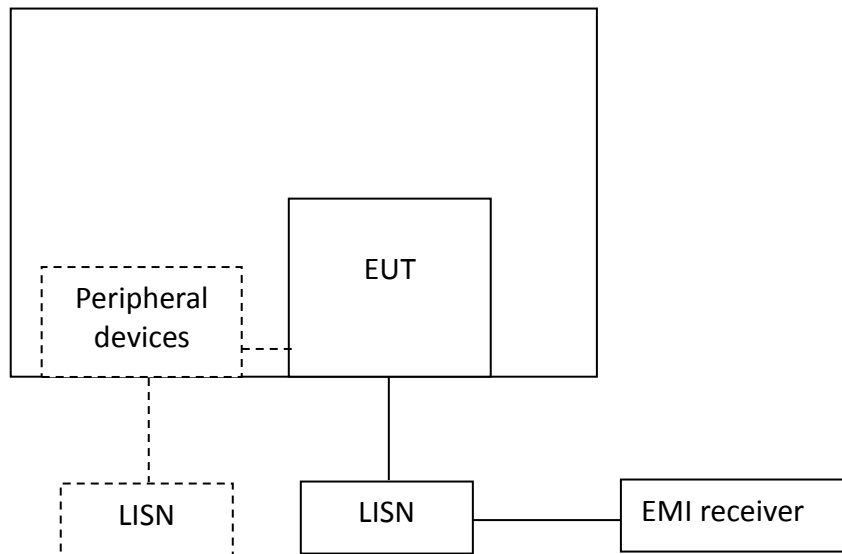 EUT
Peripheral
devices
LISN
LISN
EMI receiver